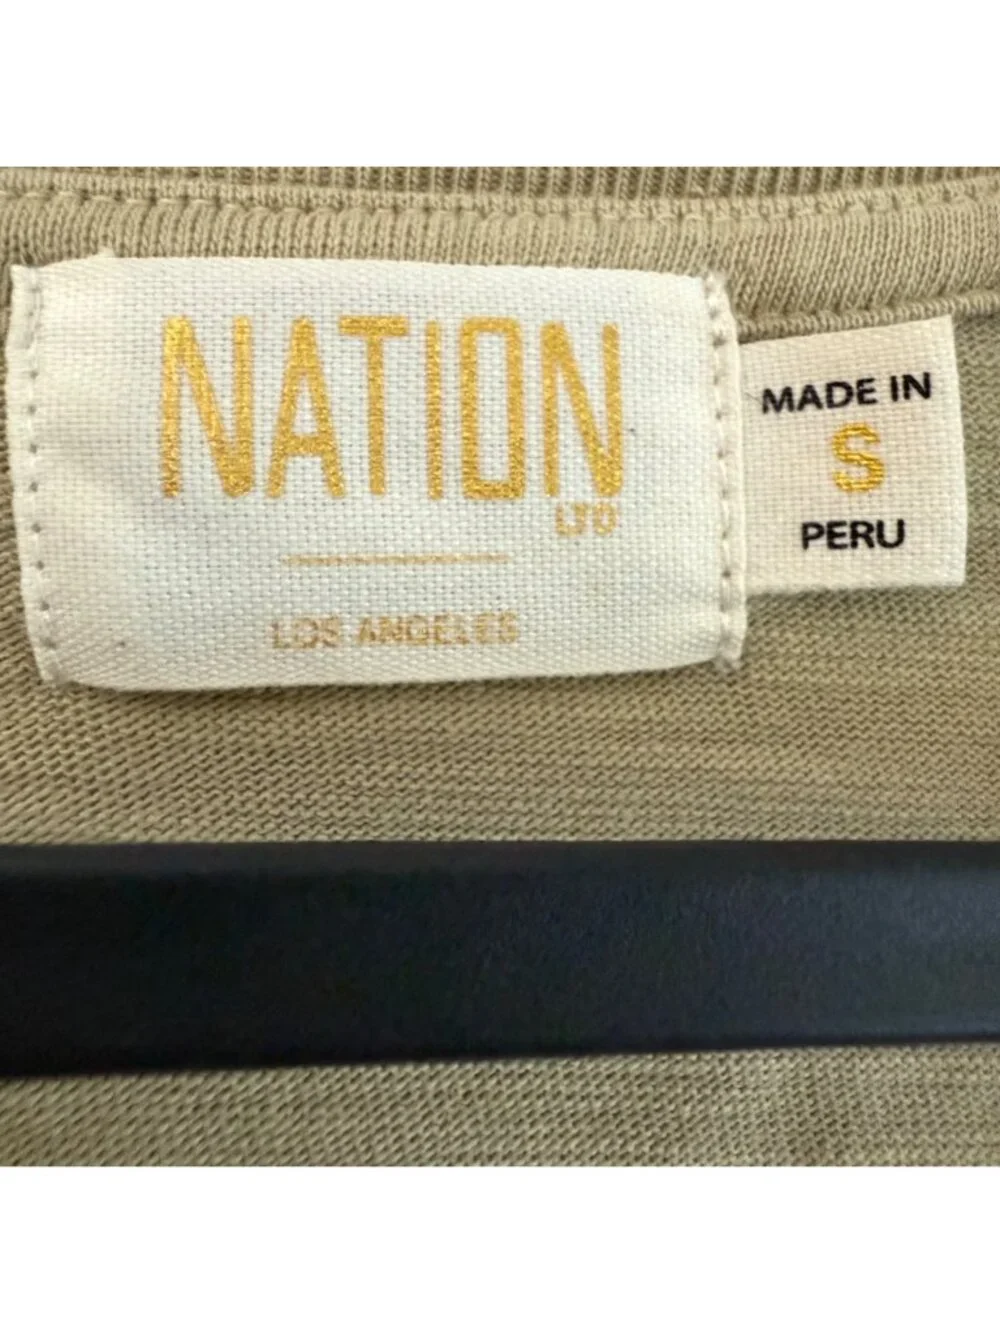 NATION
LTD
LOS ANGELES
MADE IN
S
PERU